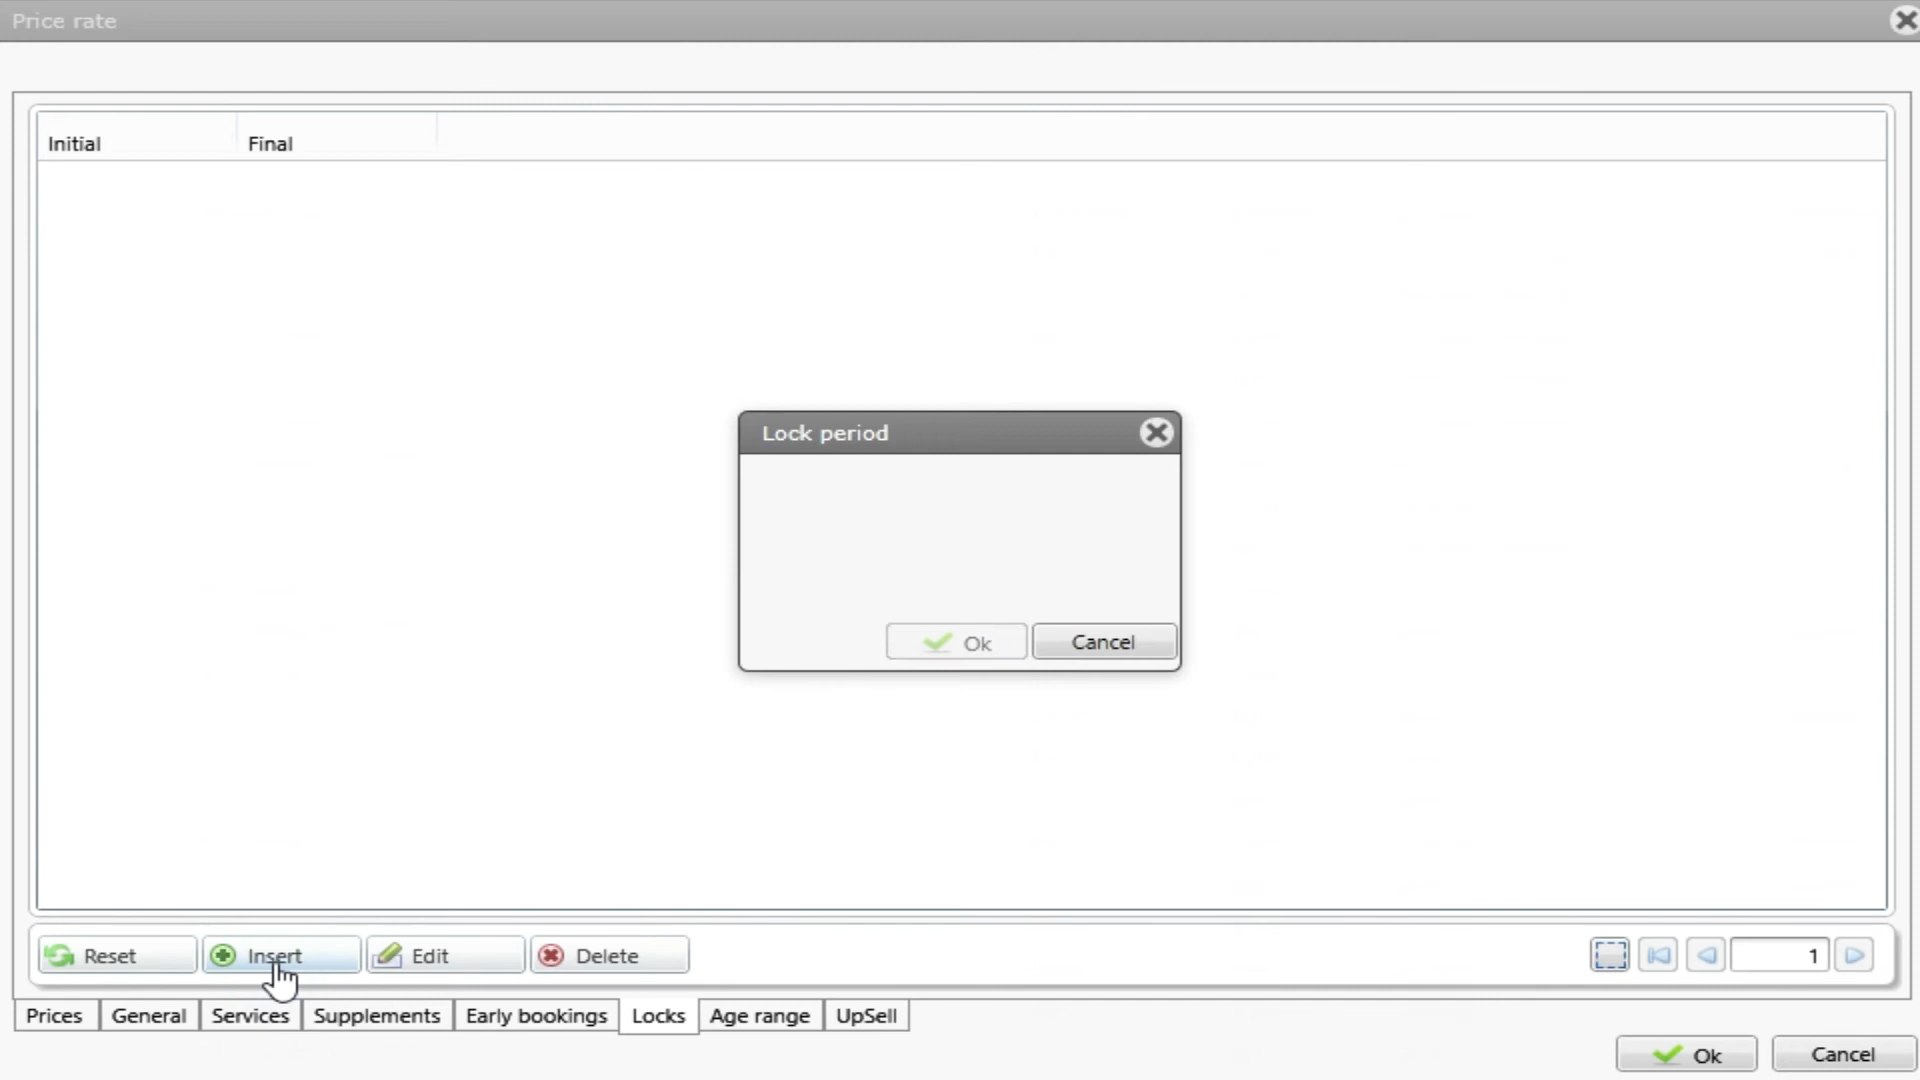 Price rate
Initial Final
Lock period
Ok Cancel
Reset Insert Edit Delete 1
Prices General Services Supplements Early bookings Locks Age range UpSell
Ok Cancel